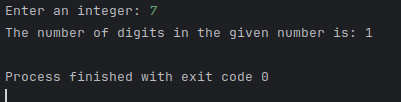 Enter an integer: 7
The number of digits in the given number is: 1
Process finished with exit code 0